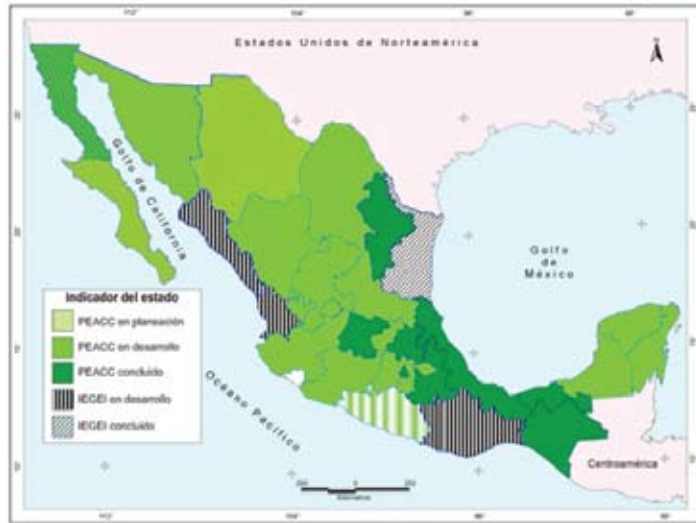 Estados Unidos de Norteamérica
Golfo de California
Golfo
de
México
Indicador del estado
PEACC en planeación
PEACC en desarrollo
PEACC concluido
IEGEI en desarrollo
IEGEI concluido
Océano Pacífico
Centroamérica